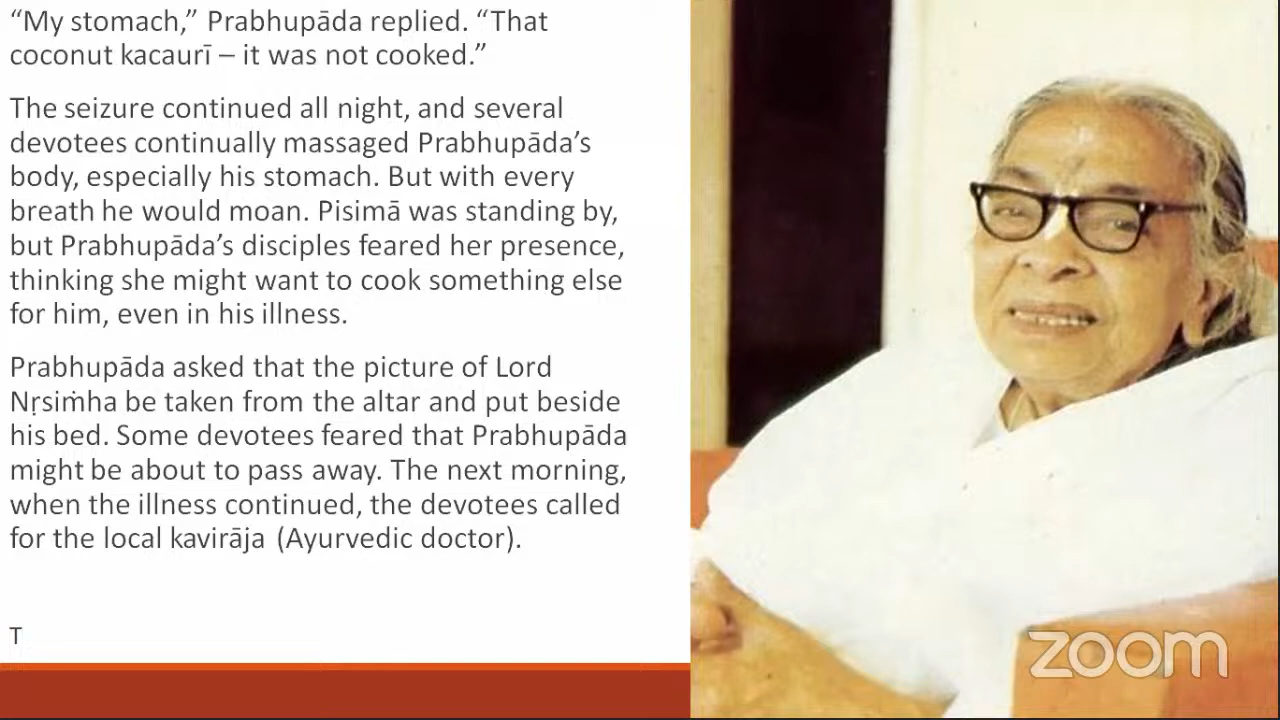 “My stomach,” Prabhupāda replied. “That
coconut kacaurī – it was not cooked.”
The seizure continued all night, and several
devotees continually massaged Prabhupāda’s
body, especially his stomach. But with every
breath he would moan. Pisimā was standing by,
but Prabhupāda’s disciples feared her presence,
thinking she might want to cook something else
for him, even in his illness.
Prabhupāda asked that the picture of Lord
Nṛsiṁha be taken from the altar and put beside
his bed. Some devotees feared that Prabhupāda
might be about to pass away. The next morning,
when the illness continued, the devotees called
for the local kavirāja (Ayurvedic doctor).
T
zoom